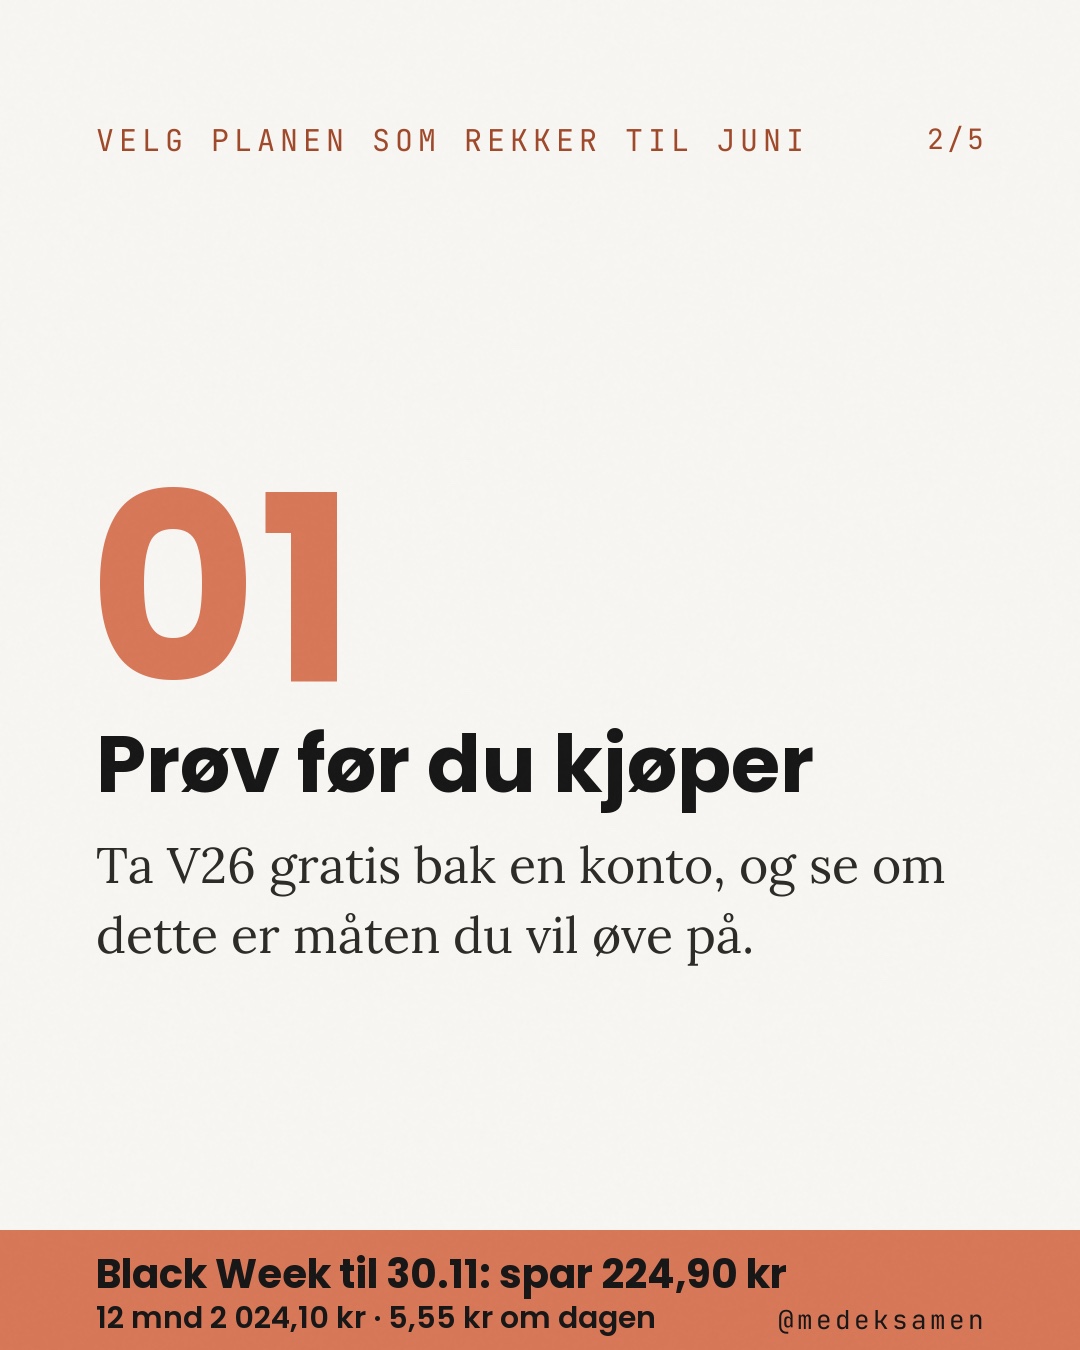 VELG PLANEN SOM REKKER TIL JUNI 2/5
01
Prøv før du kjøper
Ta V26 gratis bak en konto, og se om
dette er måten du vil øve på.
Black Week til 30.11: spar 224,90 kr
12 mnd 2 024,10 kr · 5,55 kr om dagen @medeksamen